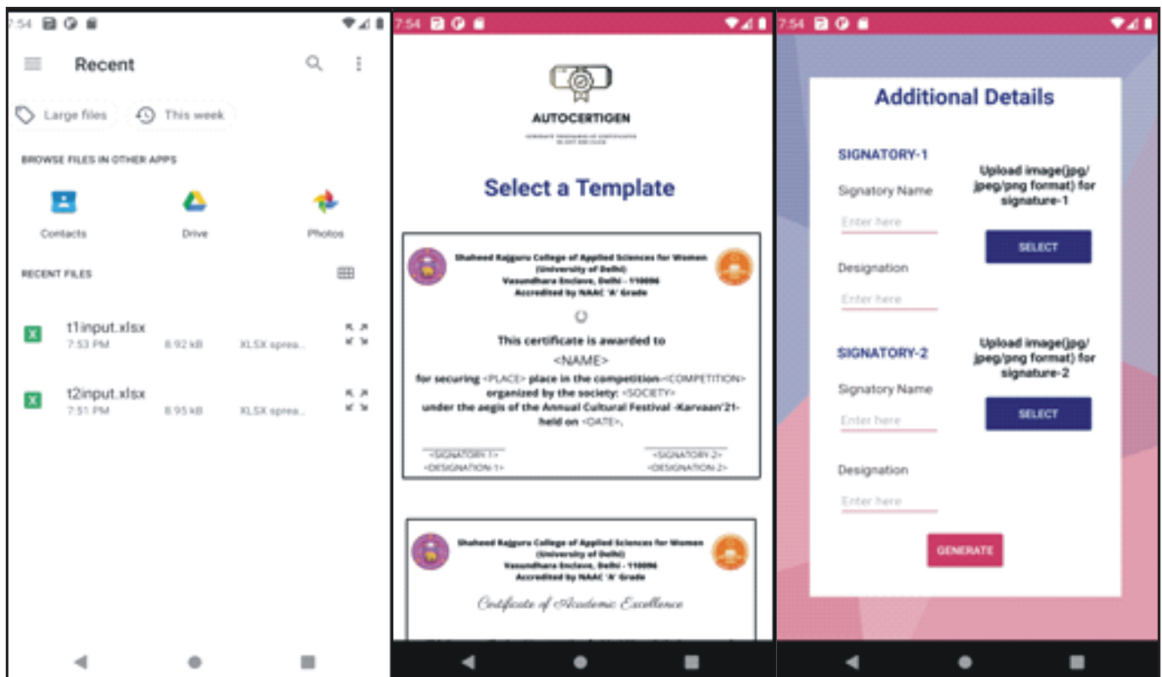 7:54
Recent
Large files
This week
BROWSE FILES IN OTHER APPS
Contacts
Drive
Photos
RECENT FILES
t1input.xlsx
7:53 PM 8.92 kB XLSX sprea..
t2input.xlsx
7:51 PM 8.95 kB XLSX sprea..
7:54
AUTOCERTIGEN
Select a Template
Shaheed Rajguru College of Applied Sciences for Women
(University of Delhi)
Vasundhara Enclave, Delhi - 110096
Accredited by NAAC 'A' Grade
This certificate is awarded to
<NAME>
for securing <PLACE> place in the competition-<COMPETITION>
organized by the society: <SOCIETY>
under the aegis of the Annual Cultural Festival -Karvaan'21-
held on <DATE>.
<SIGNATORY-1> <SIGNATORY-2>
<DESIGNATION-1> <DESIGNATION-2>
Shaheed Rajguru College of Applied Sciences for Women
(University of Delhi)
Vasundhara Enclave, Delhi - 110096
Accredited by NAAC 'A' Grade
Certificate of Academic Excellence
7:54
Additional Details
SIGNATORY-1
Signatory Name
Enter here
Designation
Enter here
Upload image(jpg/
jpeg/png format) for
signature-1
SELECT
SIGNATORY-2
Signatory Name
Enter here
Designation
Enter here
Upload image(jpg/
jpeg/png format) for
signature-2
SELECT
GENERATE